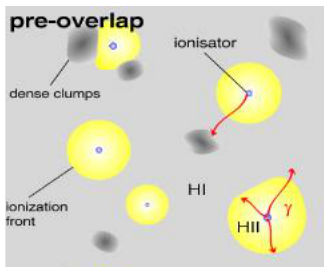 pre-overlap
ionisator
dense clumps
HI
ionization
front
γ
HII